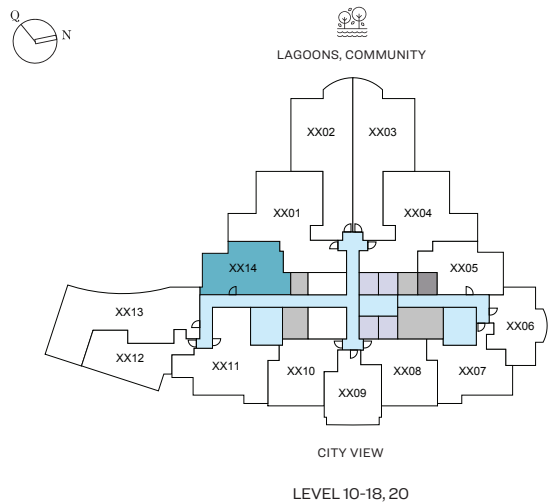 Q
N
LAGOONS, COMMUNITY
XX02 XX03
XX01 XX04
XX14 XX05
XX13 XX06
XX12 XX11 XX10 XX09 XX08 XX07
CITY VIEW
LEVEL 10-18, 20